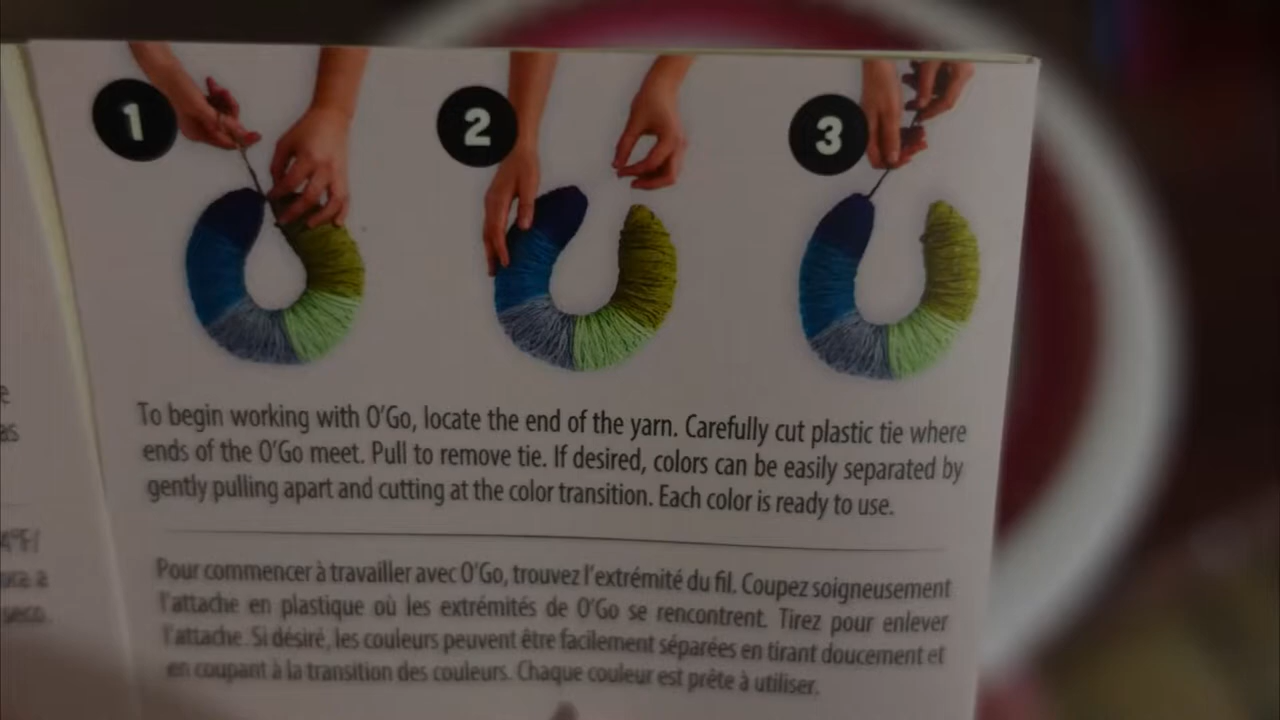 1
2
3
To begin working with O'Go, locate the end of the yarn. Carefully cut plastic tie where
ends of the O'Go meet. Pull to remove tie. If desired, colors can be easily separated by
gently pulling apart and cutting at the color transition. Each color is ready to use.
Pour commencer à travailler avec O'Go, trouvez l'extrémité du fil. Coupez soigneusement
l'attache en plastique où les extrémités de O'Go se rencontrent. Tirez pour enlever
l'attache. Si désiré, les couleurs peuvent être facilement séparées en tirant doucement et
en coupant à la transition des couleurs. Chaque couleur est prête à utiliser.